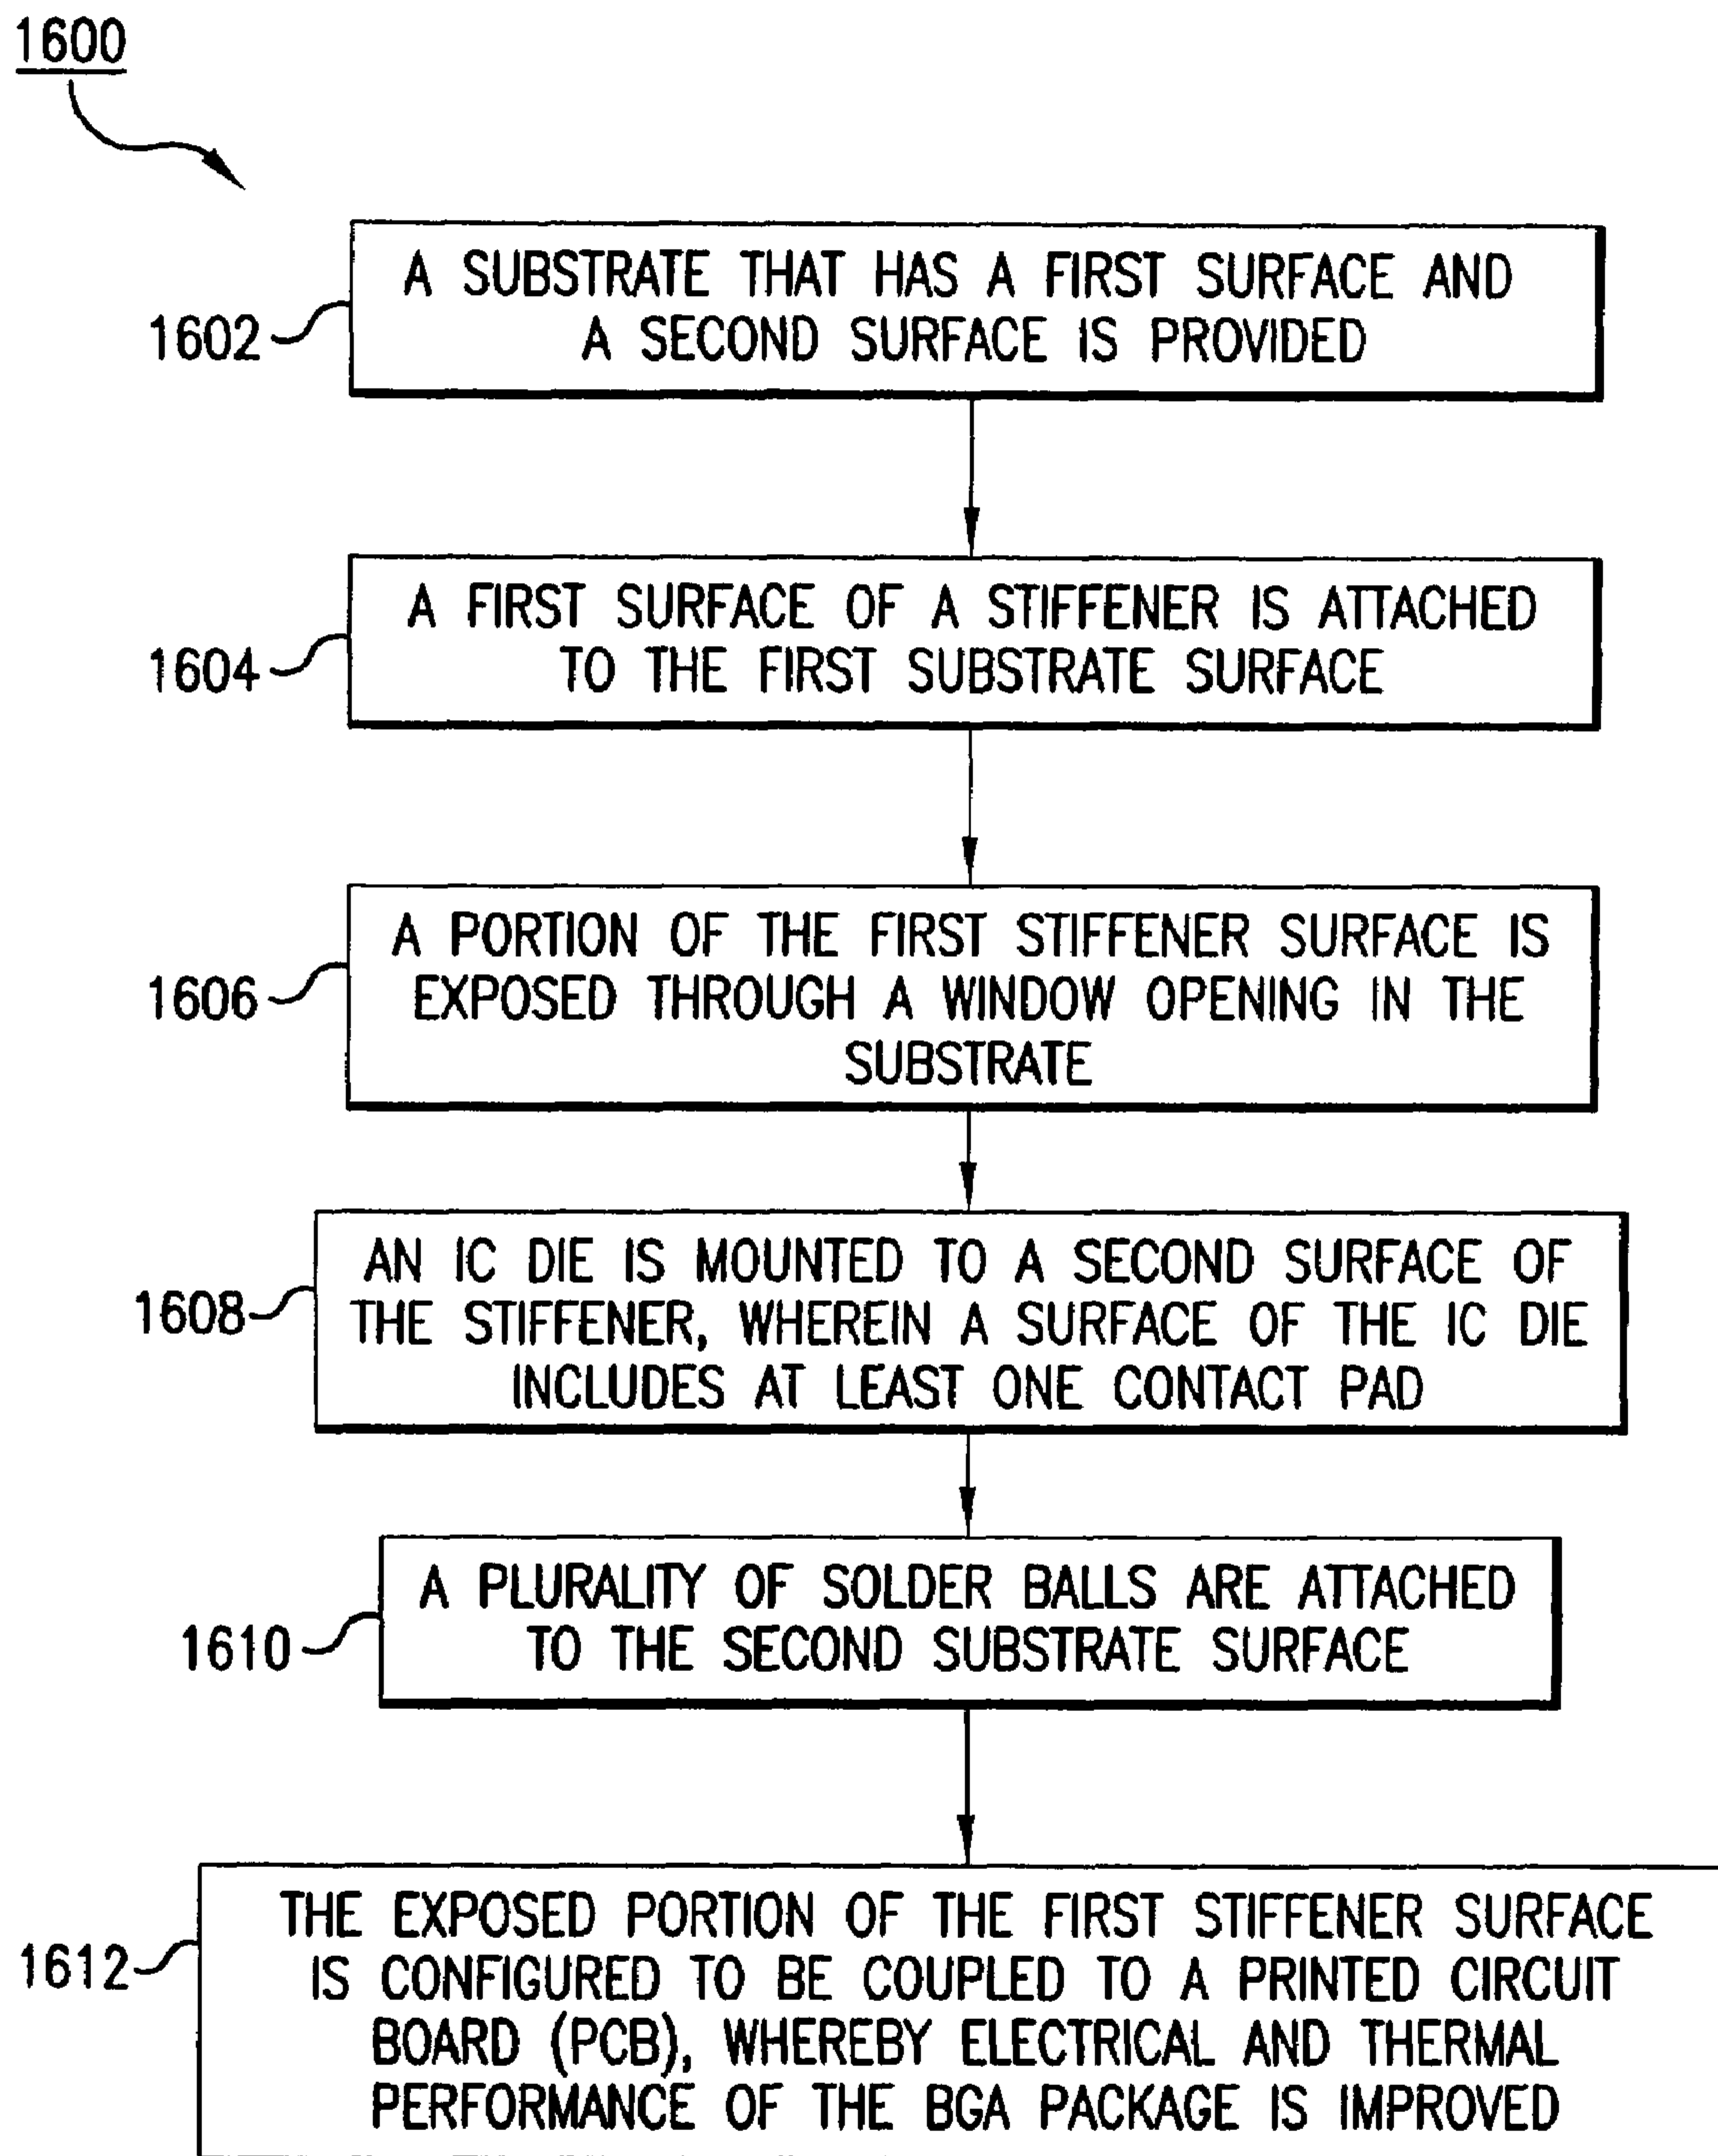 1600
A SUBSTRATE THAT HAS A FIRST SURFACE AND
A SECOND SURFACE IS PROVIDED
1602
A FIRST SURFACE OF A STIFFENER IS ATTACHED
TO THE FIRST SUBSTRATE SURFACE
1604
A PORTION OF THE FIRST STIFFENER SURFACE IS
EXPOSED THROUGH A WINDOW OPENING IN THE
SUBSTRATE
1606
AN IC DIE IS MOUNTED TO A SECOND SURFACE OF
THE STIFFENER, WHEREIN A SURFACE OF THE IC DIE
INCLUDES AT LEAST ONE CONTACT PAD
1608
A PLURALITY OF SOLDER BALLS ARE ATTACHED
TO THE SECOND SUBSTRATE SURFACE
1610
THE EXPOSED PORTION OF THE FIRST STIFFENER SURFACE
IS CONFIGURED TO BE COUPLED TO A PRINTED CIRCUIT
BOARD (PCB), WHEREBY ELECTRICAL AND THERMAL
PERFORMANCE OF THE BGA PACKAGE IS IMPROVED
1612